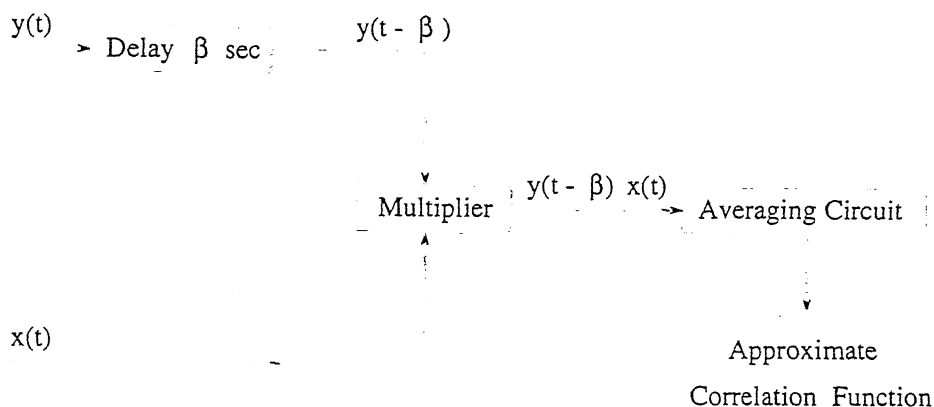 y(t)
Delay β sec
y(t - β )
Multiplier
y(t - β) x(t)
Averaging Circuit
x(t)
Approximate
Correlation Function